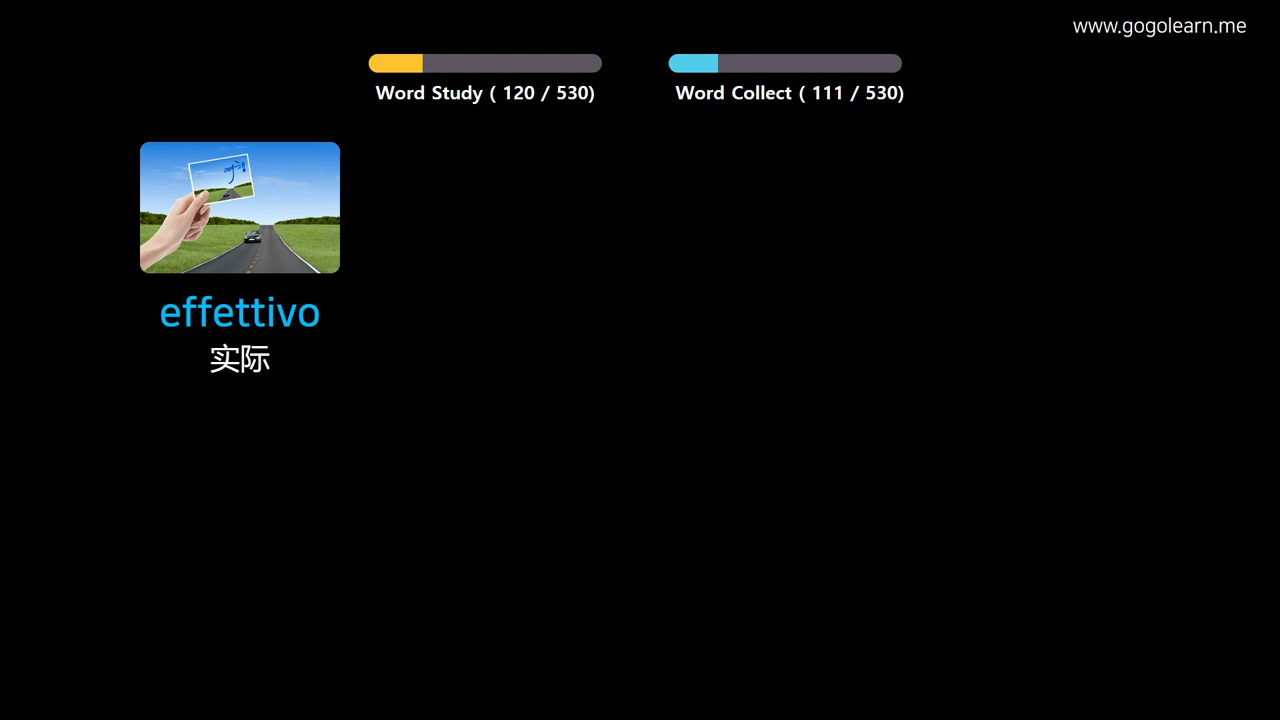 www.gogolearn.me
Word Study ( 120 / 530)
Word Collect ( 111 / 530)
effettivo
实际